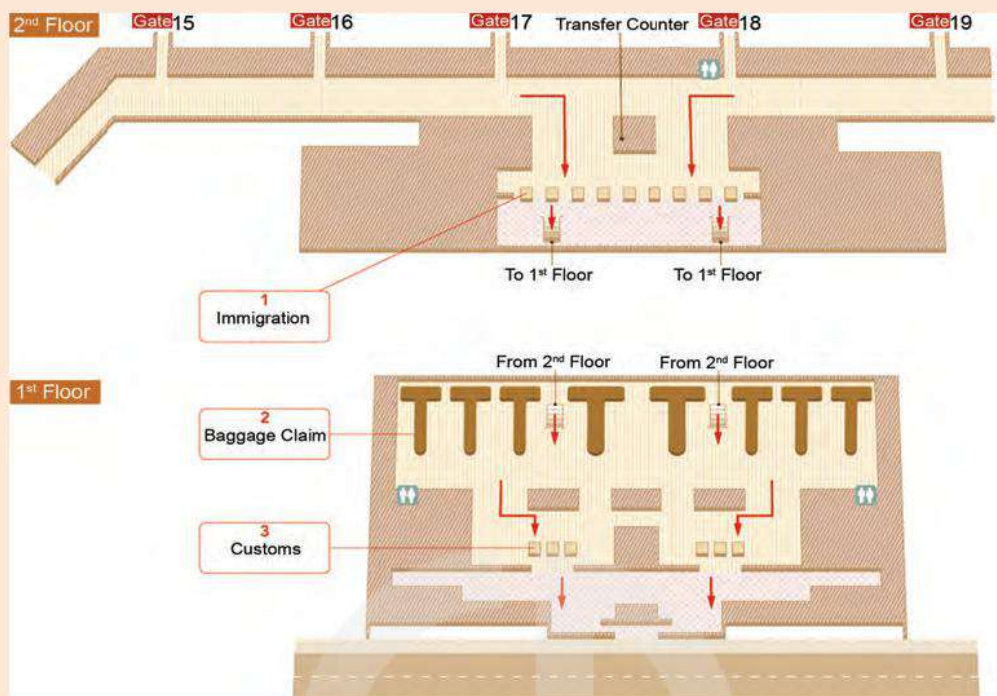 2nd Floor
Gate15
Gate16
Gate17
Transfer Counter
Gate18
Gate19
To 1st Floor
To 1st Floor
1
Immigration
From 2nd Floor
From 2nd Floor
1st Floor
2
Baggage Claim
3
Customs